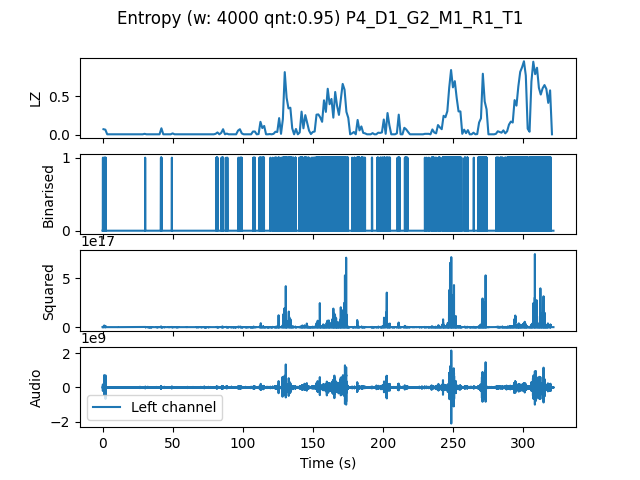 Entropy (w: 4000 qnt:0.95) P4_D1_G2_M1_R1_T1
LZ
0.5
0.0
Binarised
1
0
1e17
Squared
5
0
1e9
Audio
2
0
−2
Left channel
0 50 100 150 200 250 300
Time (s)